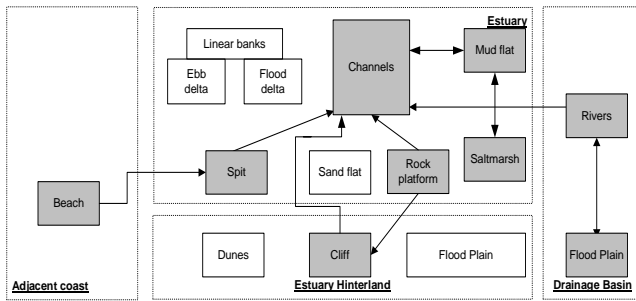 Estuary
Linear banks
Ebb
delta
Flood
delta
Channels
Mud flat
Rivers
Spit
Sand flat
Rock
platform
Saltmarsh
Beach
Dunes
Cliff
Flood Plain
Flood Plain
Adjacent coast
Estuary Hinterland
Drainage Basin